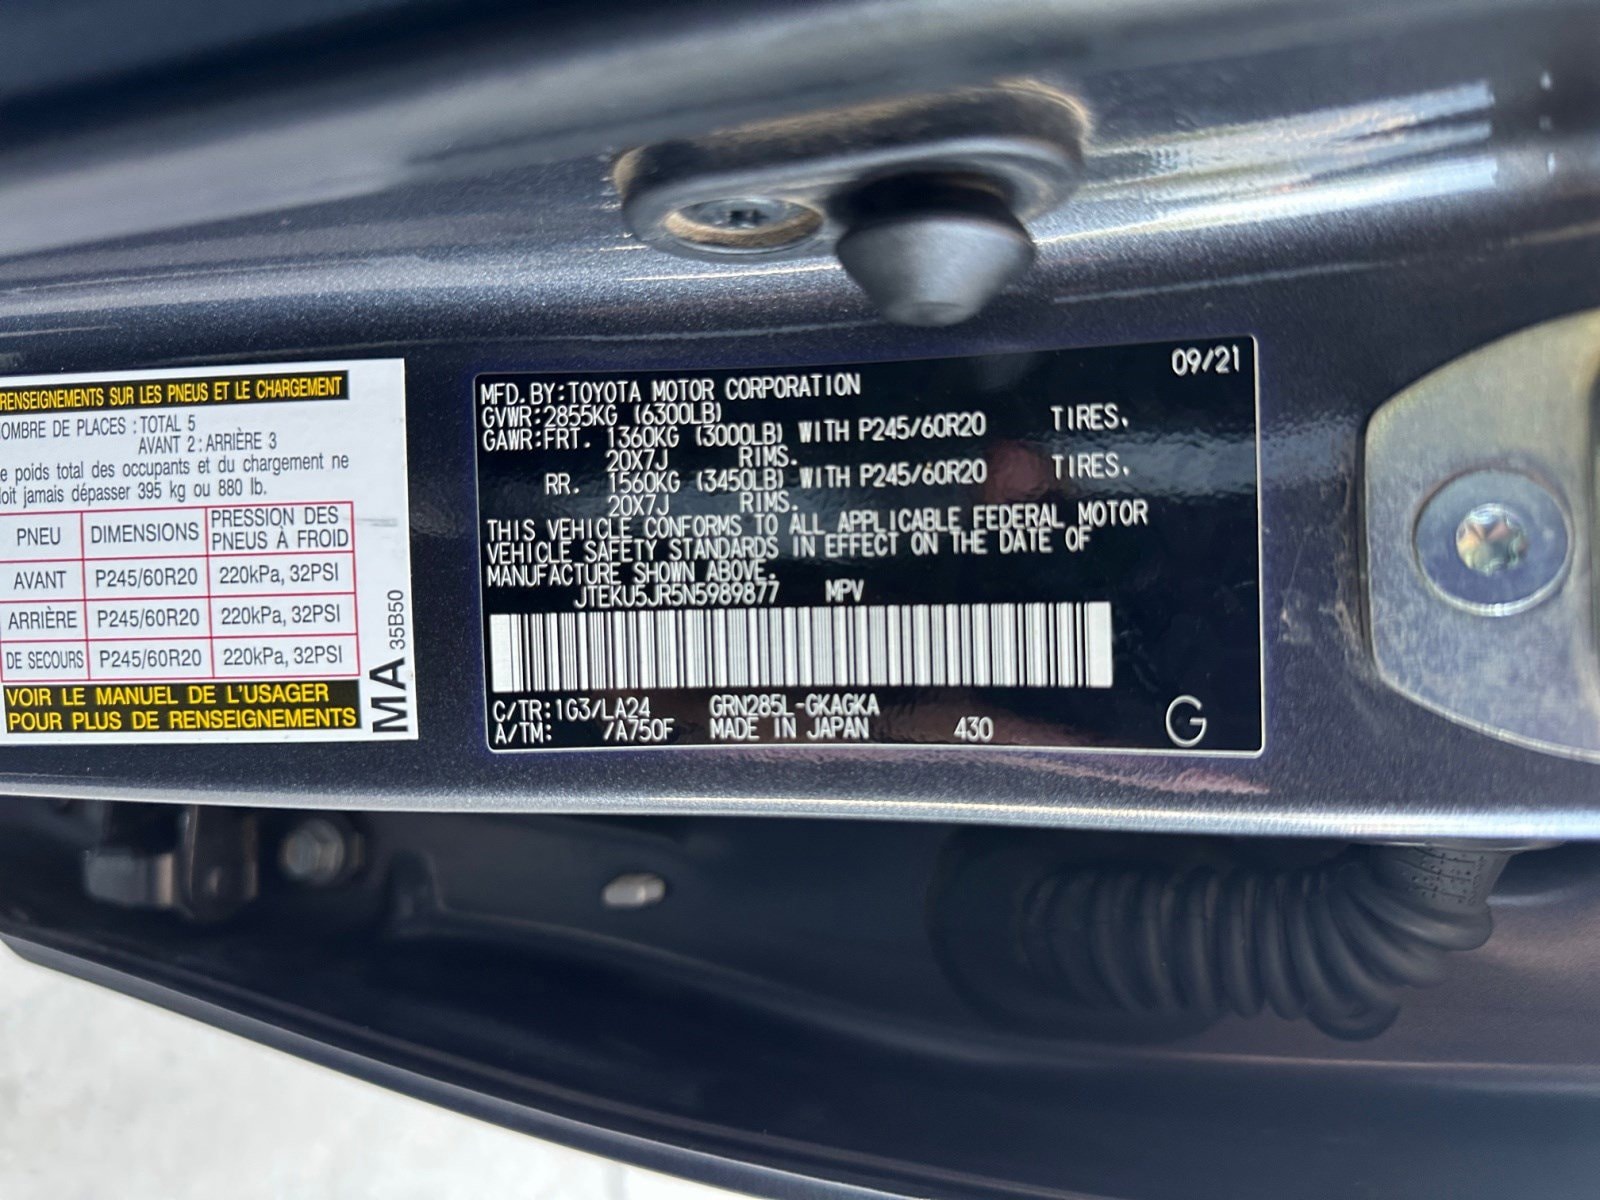 RENSEIGNEMENTS SUR LES PNEUS ET LE CHARGEMENT
NOMBRE DE PLACES : TOTAL 5
AVANT 2 : ARRIÈRE 3
Le poids total des occupants et du chargement ne
doit jamais dépasser 395 kg ou 880 lb.
PNEU DIMENSIONS PRESSION DES PNEUS À FROID
AVANT P245/60R20 220kPa, 32PSI
ARRIÈRE P245/60R20 220kPa, 32PSI
DE SECOURS P245/60R20 220kPa, 32PSI
VOIR LE MANUEL DE L'USAGER
POUR PLUS DE RENSEIGNEMENTS
MA 35B50
09/21
MFD. BY: TOYOTA MOTOR CORPORATION
GVWR: 2855KG (6300LB)
GAWR: FRT. 1360KG (3000LB) WITH P245/60R20 TIRES,
20X7J RIMS.
RR. 1560KG (3450LB) WITH P245/60R20 TIRES,
20X7J RIMS.
THIS VEHICLE CONFORMS TO ALL APPLICABLE FEDERAL MOTOR
VEHICLE SAFETY STANDARDS IN EFFECT ON THE DATE OF
MANUFACTURE SHOWN ABOVE.
JTEKU5JR5N5989877 MPV
C/TR: 1G3/LA24 GRN285L-GKAGKA
A/TM: /A750F MADE IN JAPAN 430
G